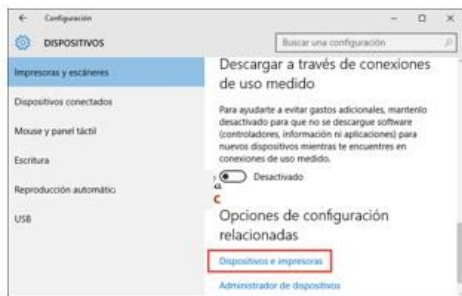 Configuración
DISPOSITIVOS
Buscar una configuración
Impresoras y escáneres
Dispositivos conectados
Mouse y panel táctil
Escritura
Reproducción automátic
USB
Descargar a través de conexiones
de uso medido
Para ayudarte a evitar gastos adicionales, mantenlo
desactivado para que no se descargue software
(controladores, información ni aplicaciones) para
nuevos dispositivos mientras te encuentres en
conexiones de uso medido.
Desactivado
C
Opciones de configuración
relacionadas
Dispositivos e impresoras
Administrador de dispositivos